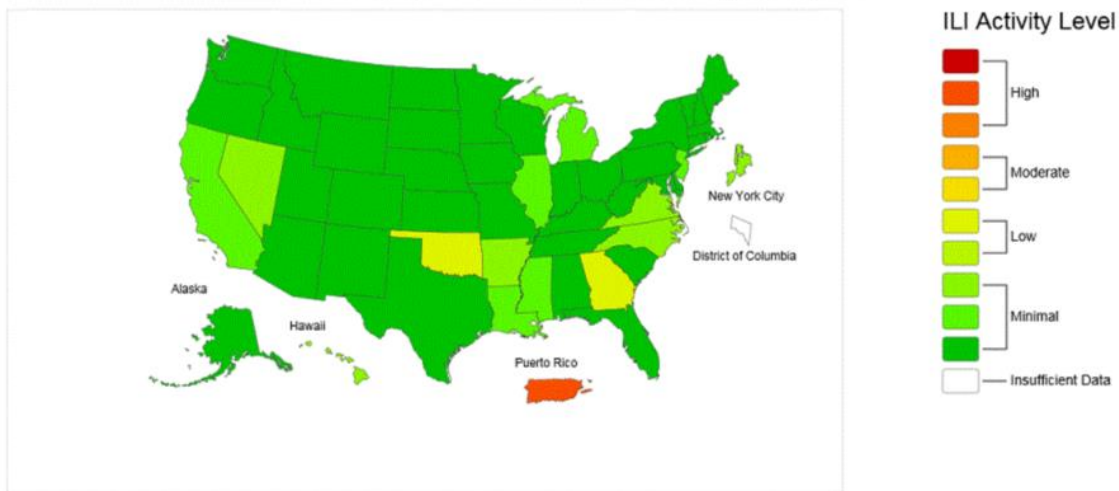 ILI Activity Level
High
Moderate
Low
Minimal
Insufficient Data
New York City
District of Columbia
Alaska
Hawaii
Puerto Rico